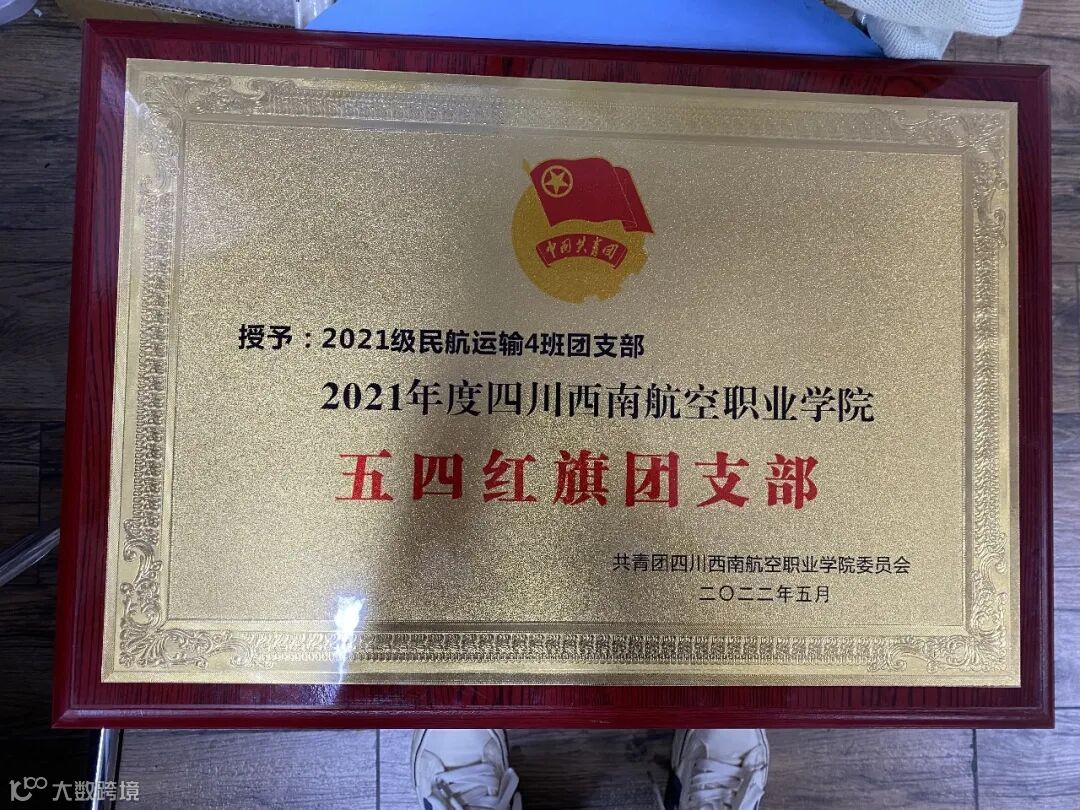 中国共青团
授予：2021级民航运输4班团支部
2021年度四川西南航空职业学院
五四红旗团支部
共青团四川西南航空职业学院委员会
二〇二二年五月
大数跨境